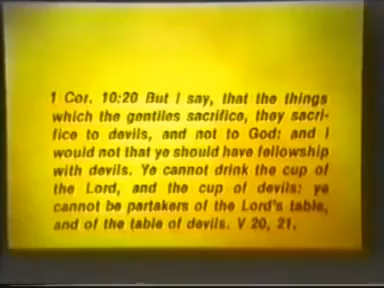 1 Cor. 10:20 But I say, that the things
which the gentiles sacrifice, they sacri-
fice to devils, and not to God: and I
would not that ye should have fellowship
with devils. Ye cannot drink the cup of
the Lord, and the cup of devils: ye
cannot be partakers of the Lord's table,
and of the table of devils. V 20, 21.